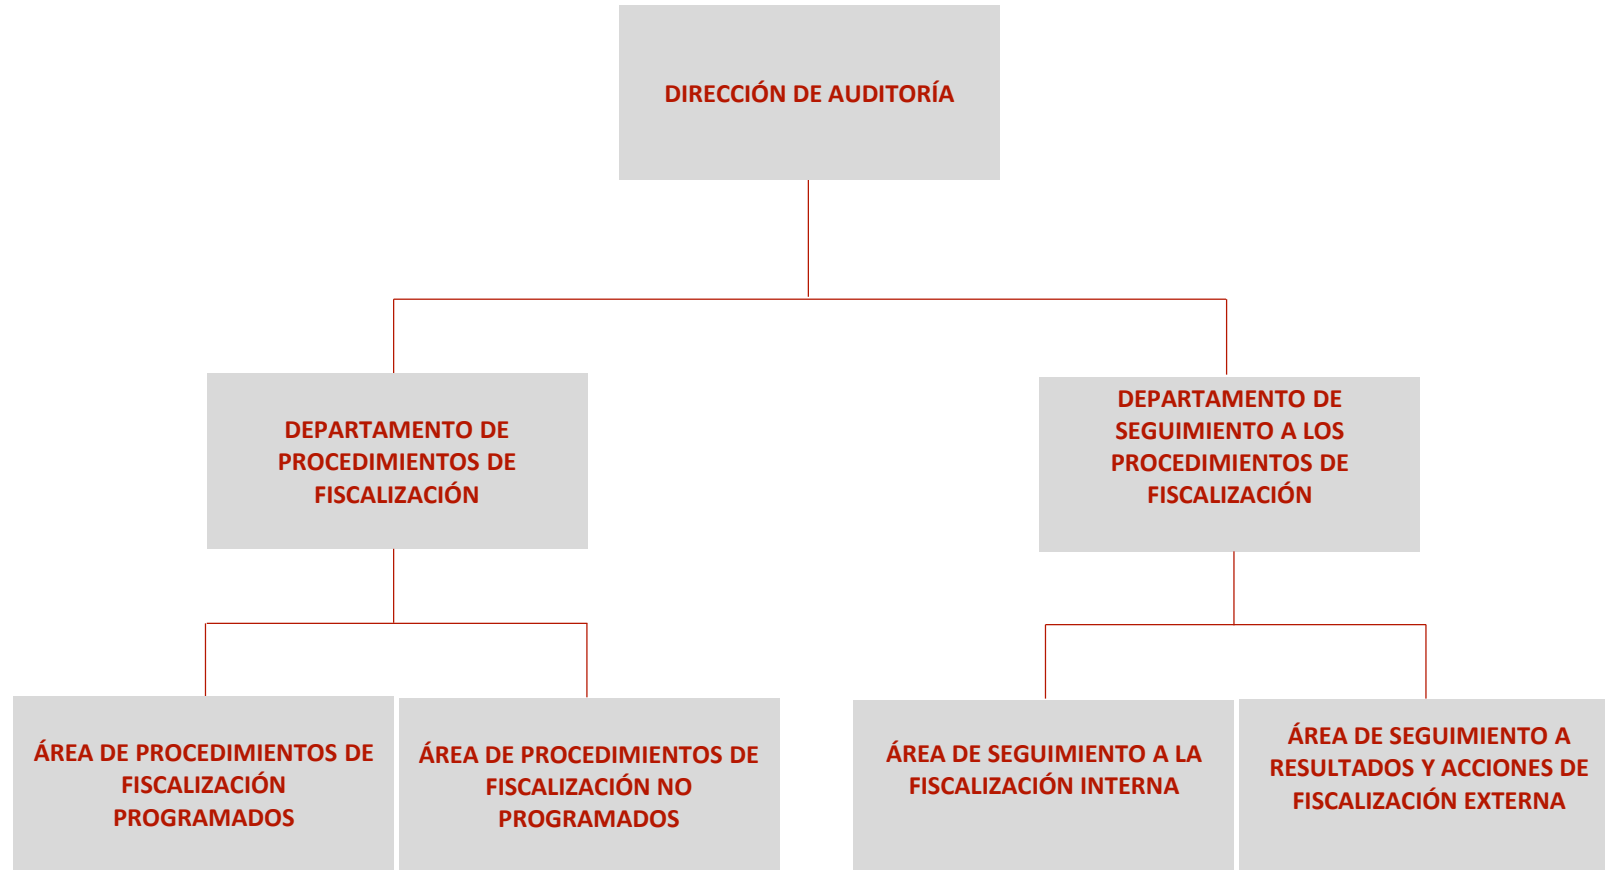 DIRECCIÓN DE AUDITORÍA
DEPARTAMENTO DE
PROCEDIMIENTOS DE
FISCALIZACIÓN
DEPARTAMENTO DE
SEGUIMIENTO A LOS
PROCEDIMIENTOS DE
FISCALIZACIÓN
ÁREA DE PROCEDIMIENTOS DE
FISCALIZACIÓN
PROGRAMADOS
ÁREA DE PROCEDIMIENTOS DE
FISCALIZACIÓN NO
PROGRAMADOS
ÁREA DE SEGUIMIENTO A LA
FISCALIZACIÓN INTERNA
ÁREA DE SEGUIMIENTO A
RESULTADOS Y ACCIONES DE
FISCALIZACIÓN EXTERNA